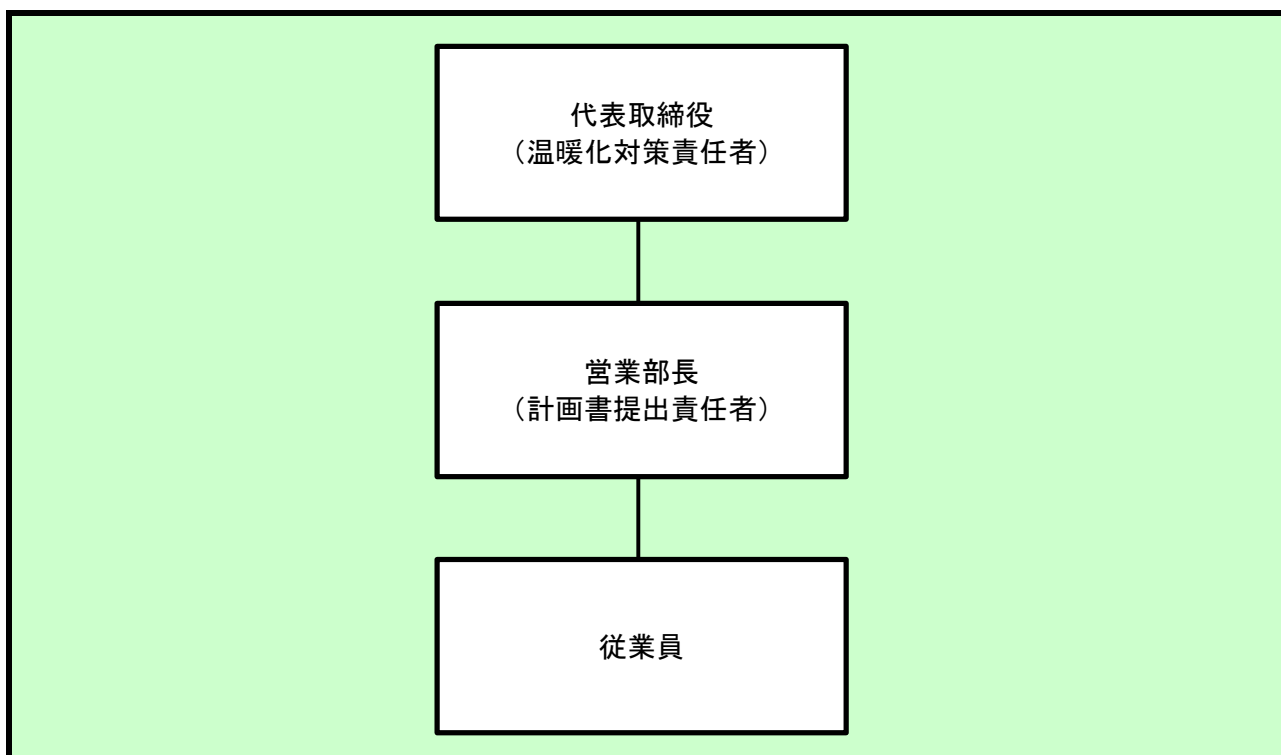 代表取締役
（温暖化対策責任者）
営業部長
（計画書提出責任者）
従業員